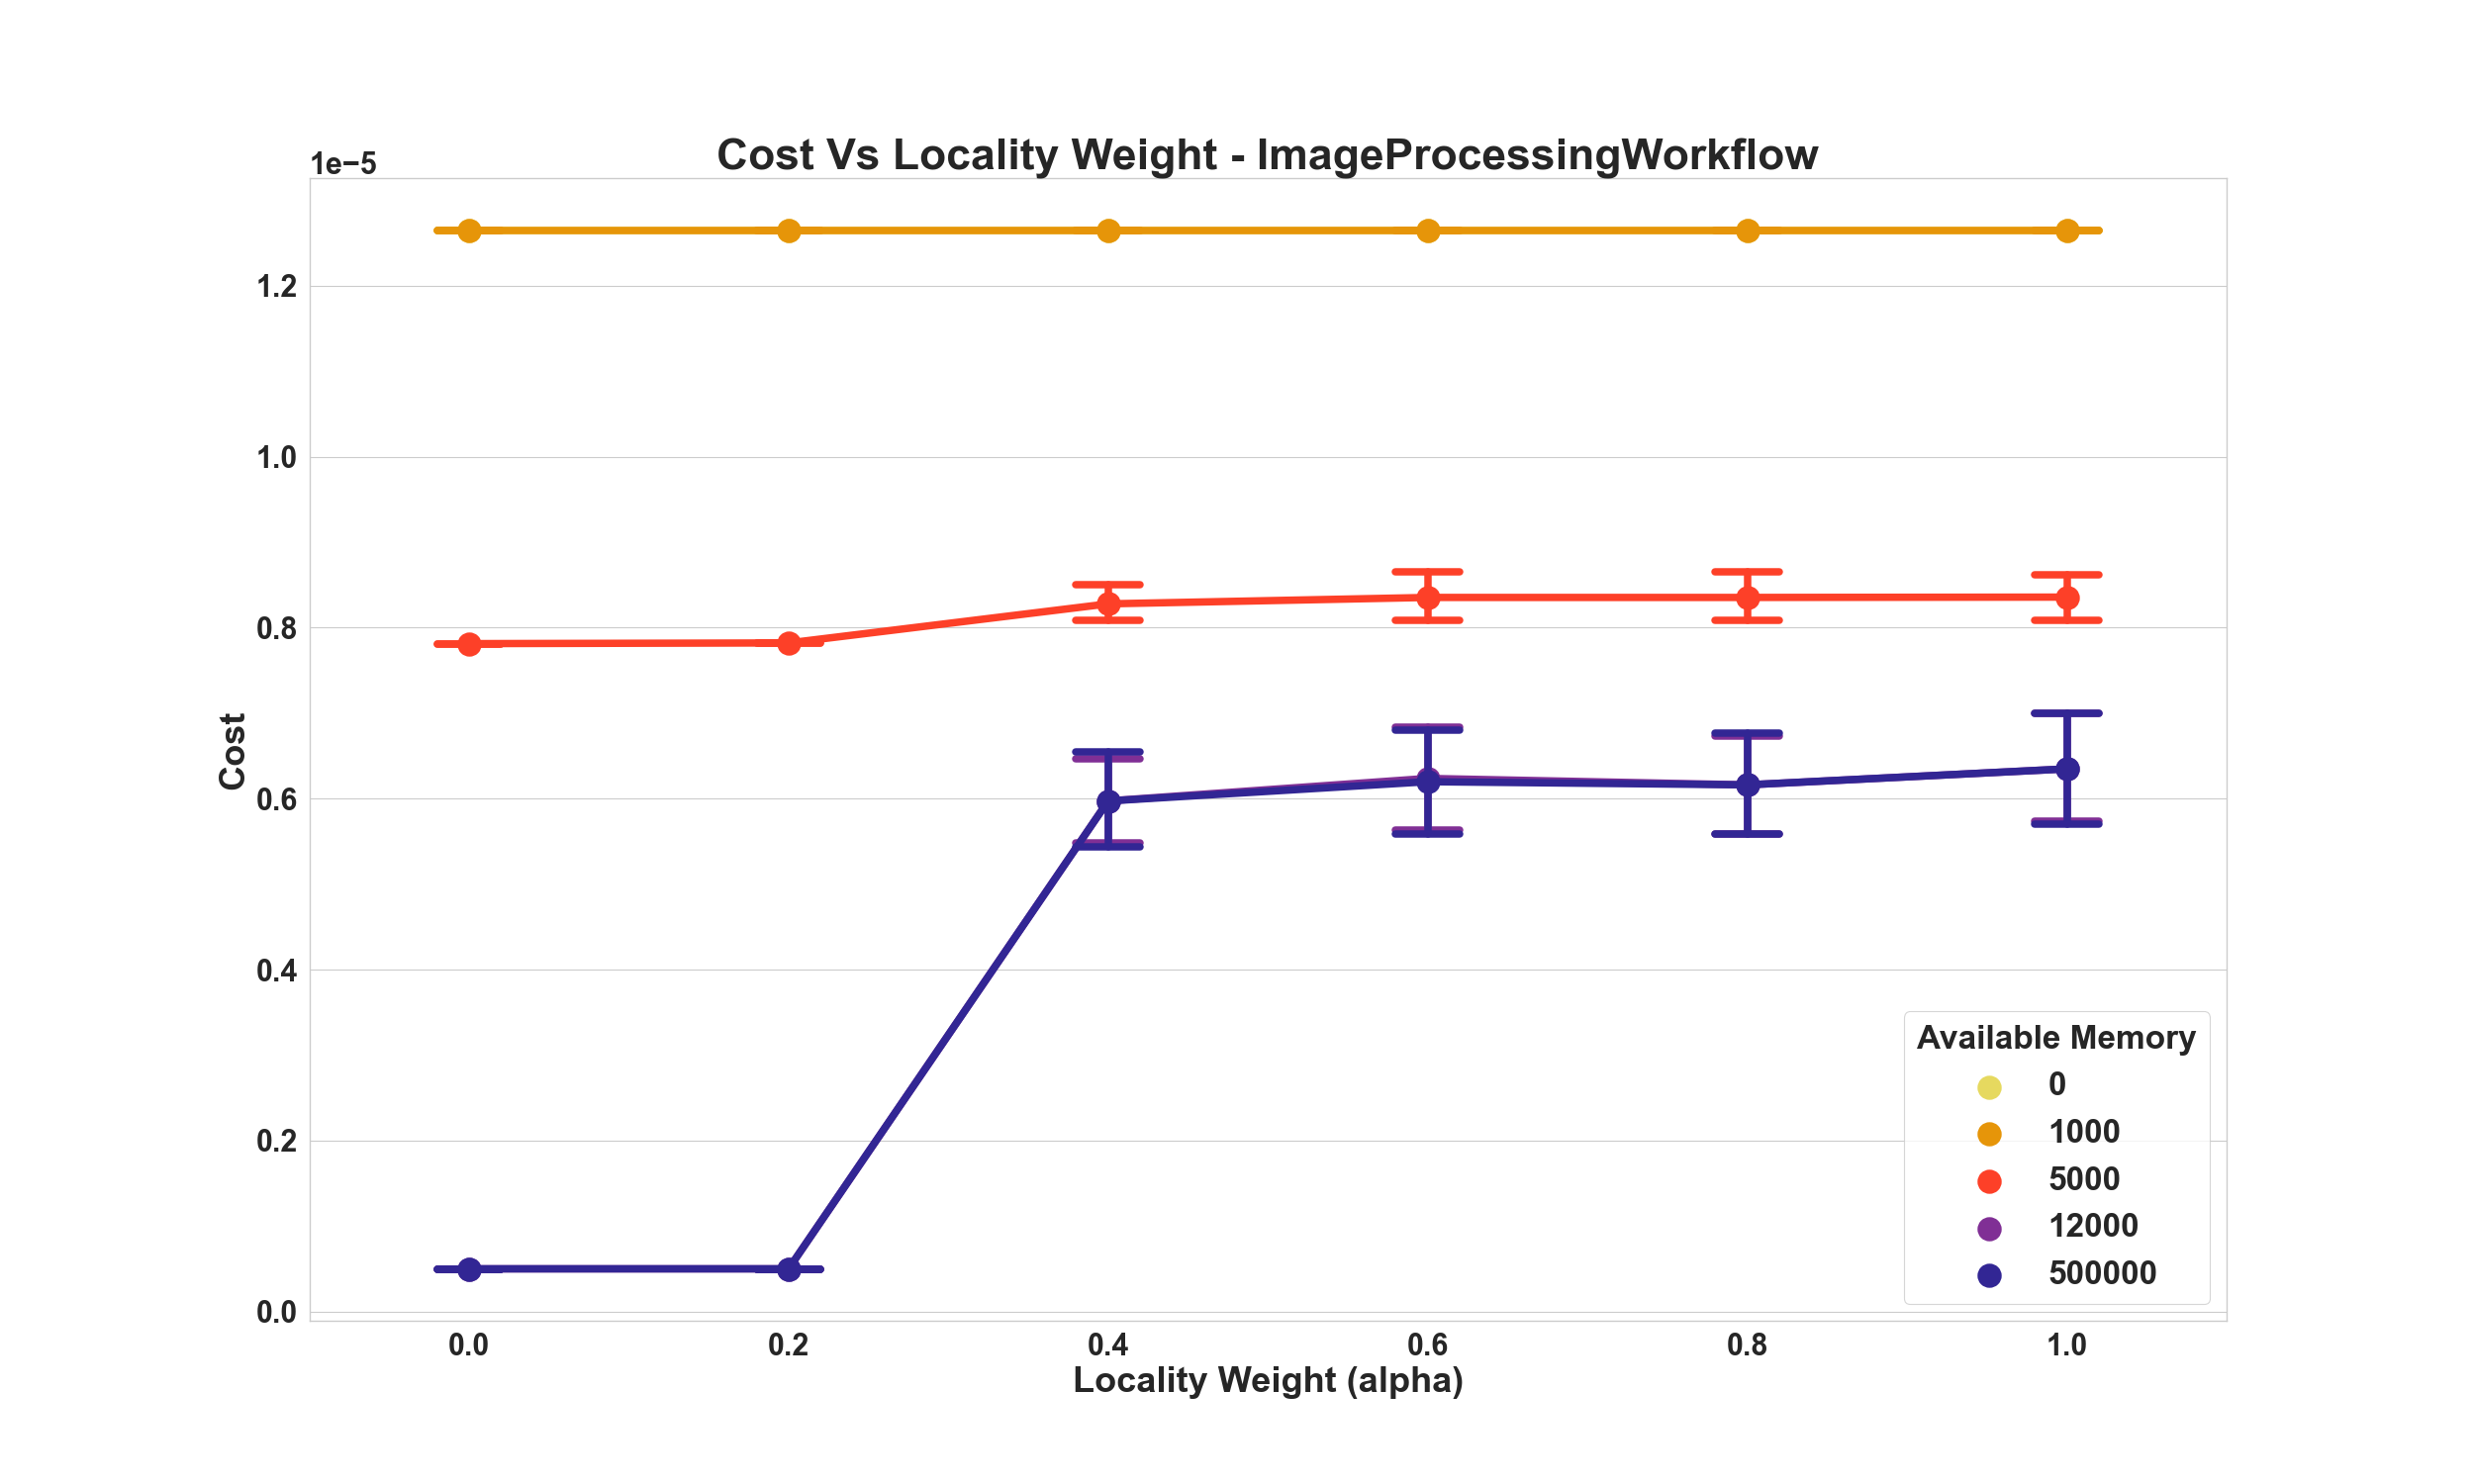 Cost Vs Locality Weight - ImageProcessingWorkflow
1e−5
1.2
1.0
0.8
0.6
0.4
0.2
0.0
Cost
0.0 0.2 0.4 0.6 0.8 1.0
Locality Weight (alpha)
Available Memory
0
1000
5000
12000
500000